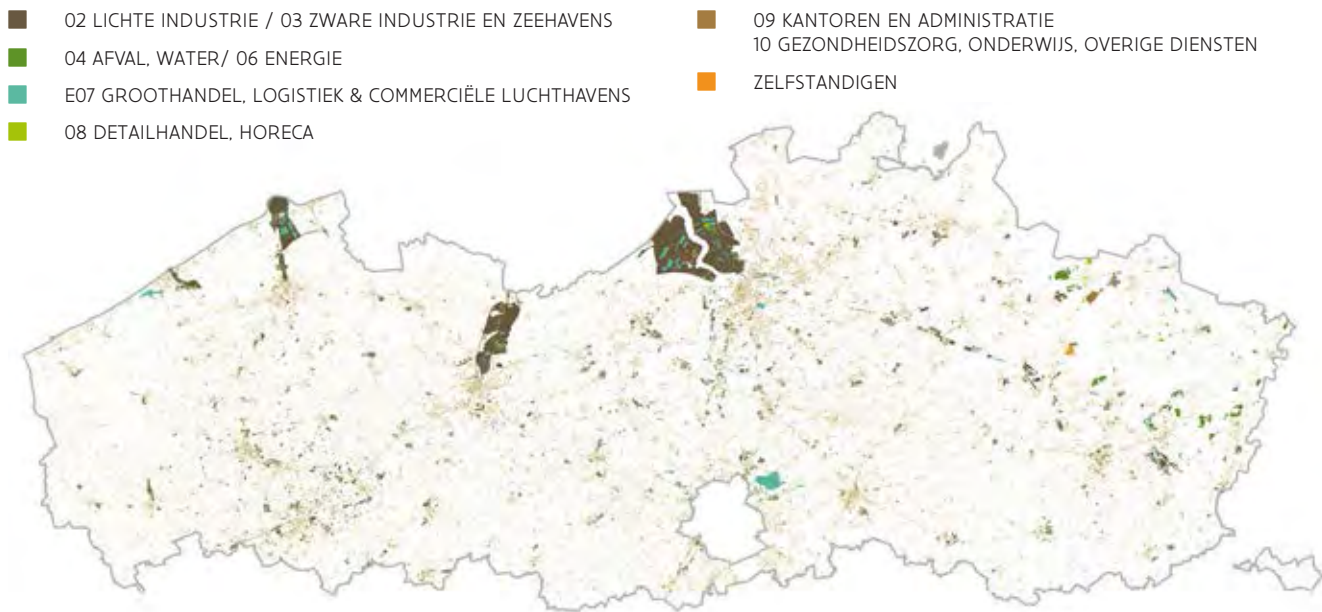 02 LICHTE INDUSTRIE / 03 ZWARE INDUSTRIE EN ZEEHAVENS
04 AFVAL, WATER/ 06 ENERGIE
E07 GROOTHANDEL, LOGISTIEK & COMMERCIËLE LUCHTHAVENS
08 DETAILHANDEL, HORECA
09 KANTOREN EN ADMINISTRATIE
10 GEZONDHEIDSZORG, ONDERWIJS, OVERIGE DIENSTEN
ZELFSTANDIGEN